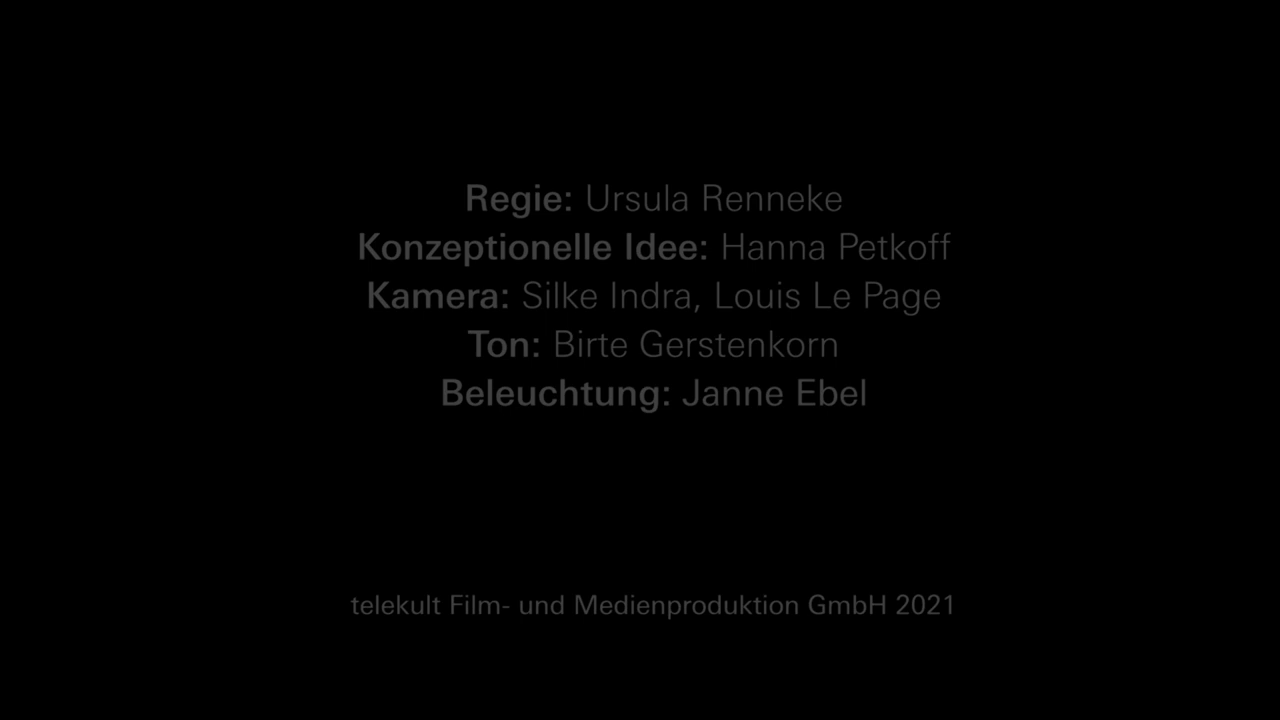 Regie: Ursula Renneke
Konzeptionelle Idee: Hanna Petkoff
Kamera: Silke Indra, Louis Le Page
Ton: Birte Gerstenkorn
Beleuchtung: Janne Ebel
telekult Film- und Medienproduktion GmbH 2021